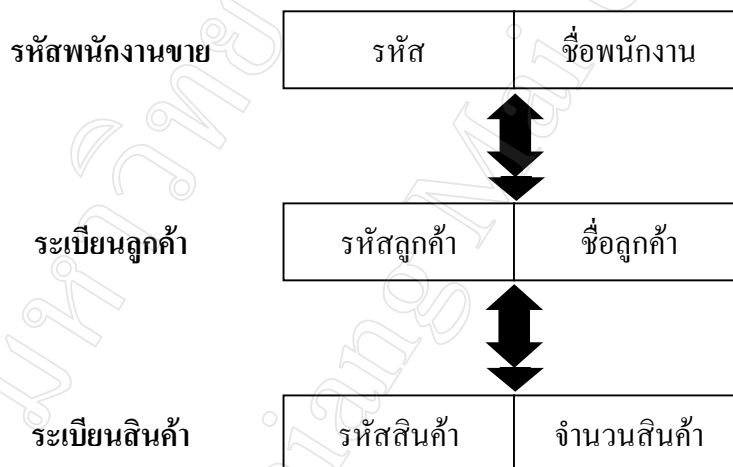 รหัสพนักงานขาย รหัส ชื่อพนักงาน
ระเบียนลูกค้า รหัสลูกค้า ชื่อลูกค้า
ระเบียนสินค้า รหัสสินค้า จำนวนสินค้า